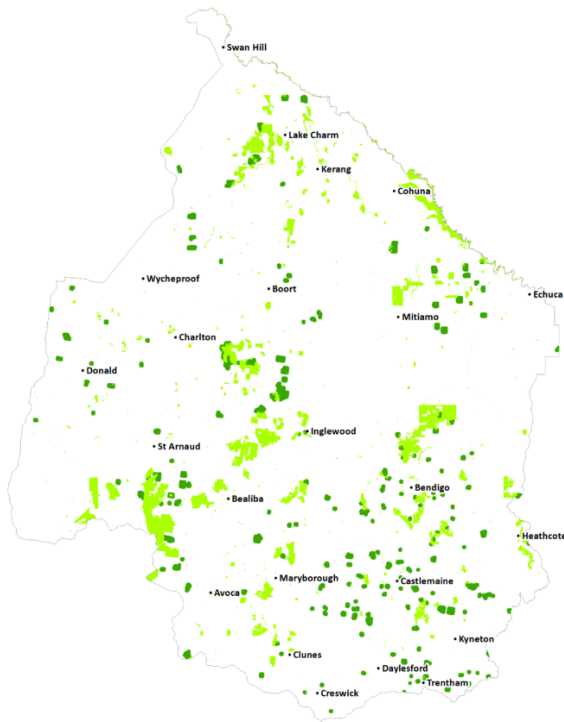 Swan Hill
Lake Charm
Kerang
Cohuna
Wycheproof
Boort
Echuca
Mitiamo
Charlton
Donald
Inglewood
St Arnaud
Bendigo
Bealiba
Heathcote
Maryborough
Castlemaine
Avoca
Kyneton
Clunes
Daylesford
Trentham
Creswick